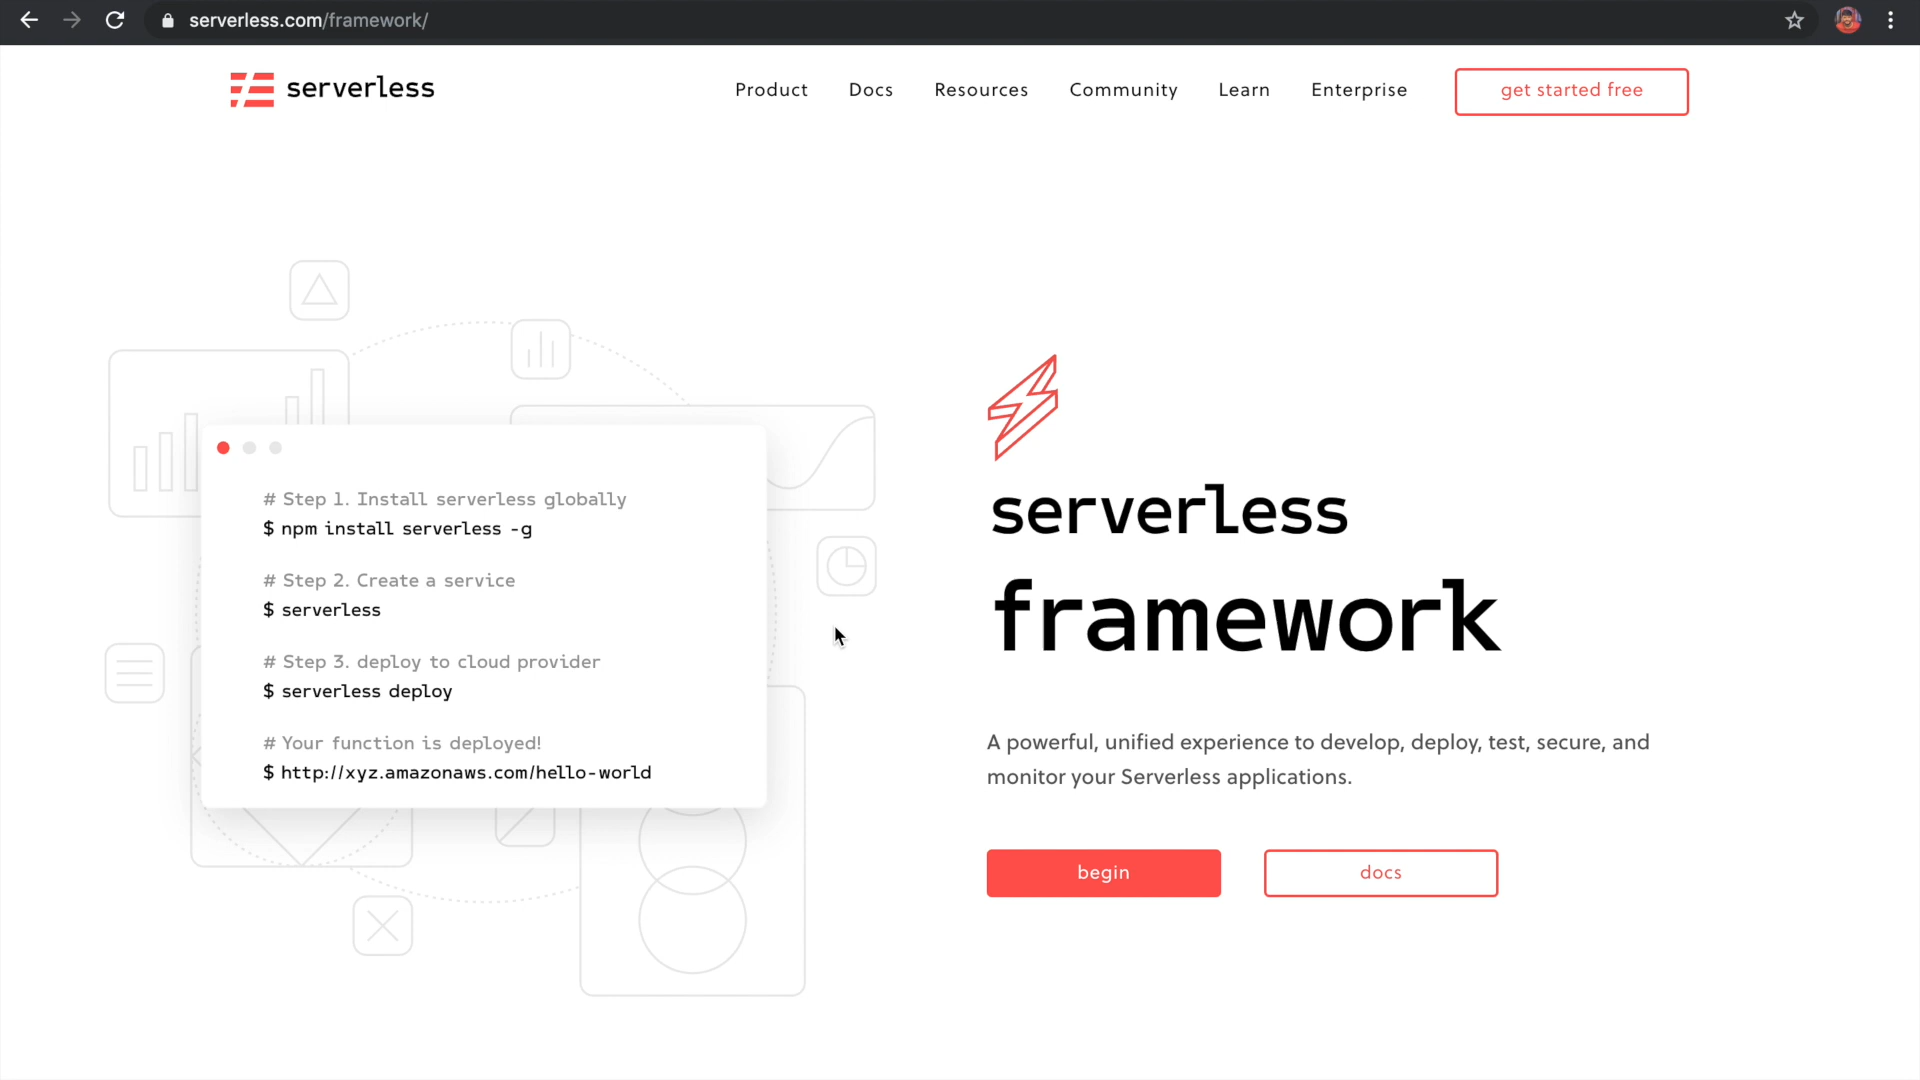 serverless.com/framework/
serverless
Product Docs Resources Community Learn Enterprise get started free
# Step 1. Install serverless globally
$ npm install serverless -g
# Step 2. Create a service
$ serverless
# Step 3. deploy to cloud provider
$ serverless deploy
# Your function is deployed!
$ http://xyz.amazonaws.com/hello-world
serverless
framework
A powerful, unified experience to develop, deploy, test, secure, and
monitor your Serverless applications.
begin docs